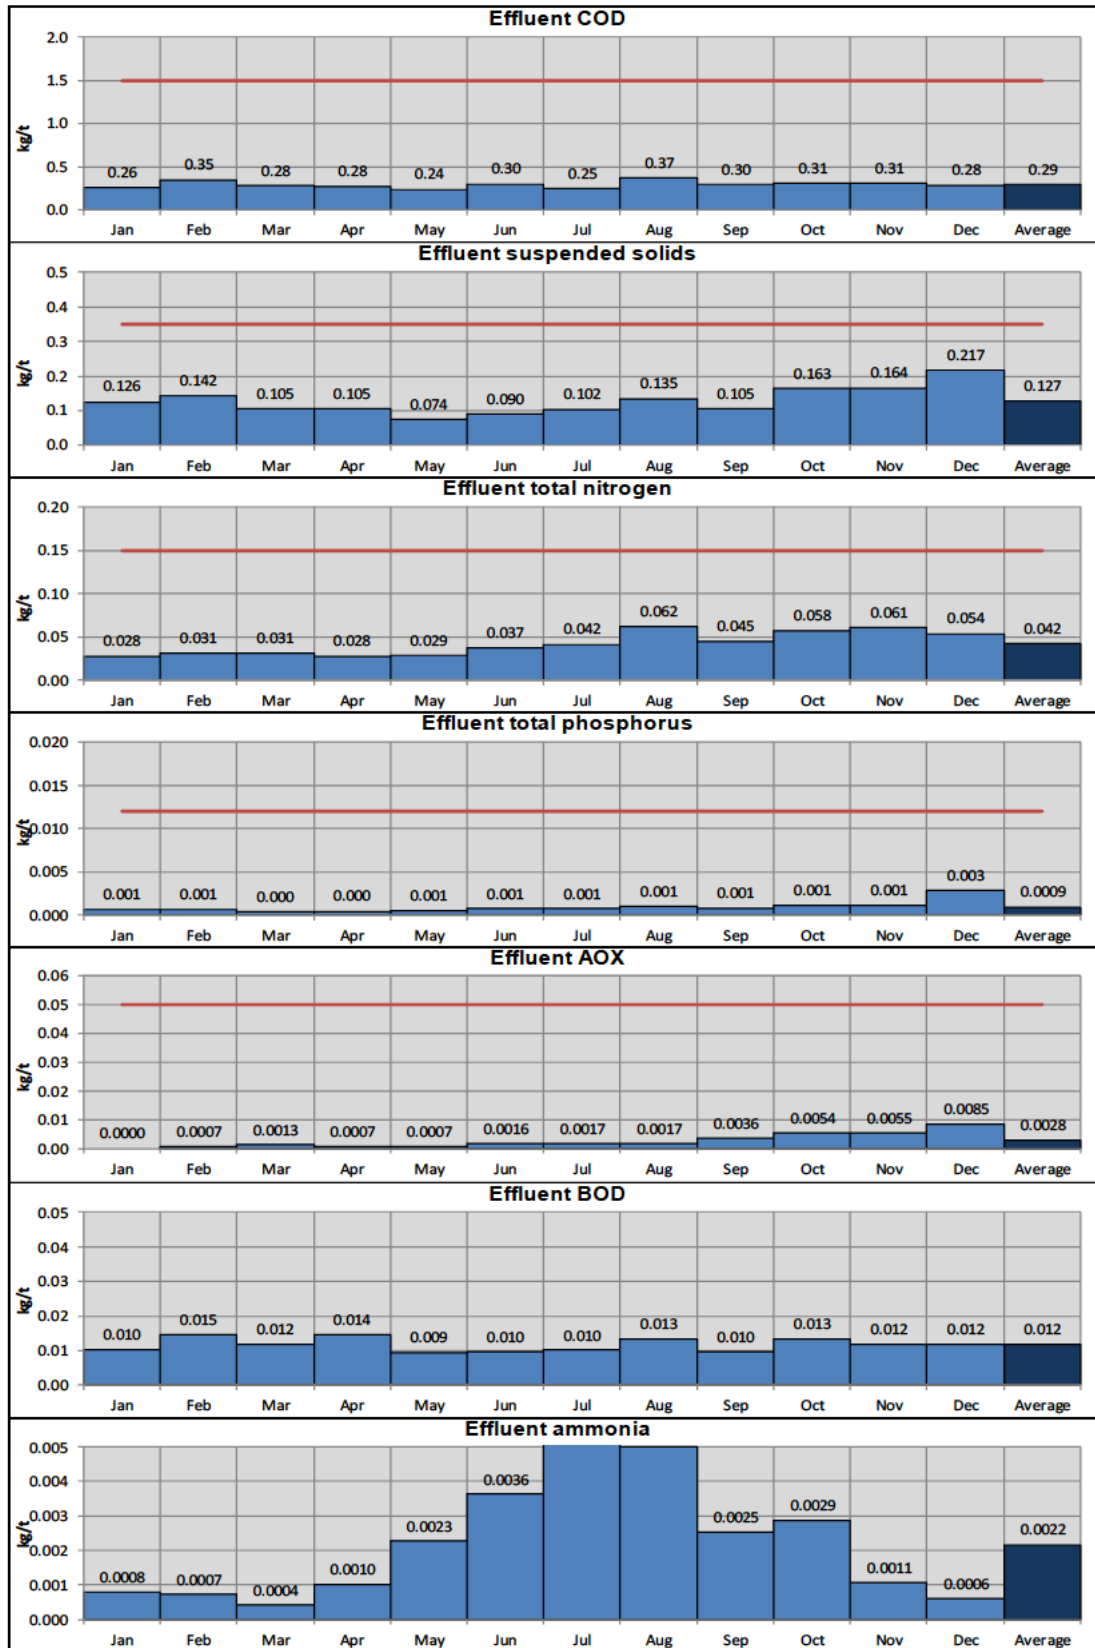 Effluent COD
2.0
1.5
1.0
0.5
0.0
kg/t
0.26 0.35 0.28 0.28 0.24 0.30 0.25 0.37 0.30 0.31 0.31 0.28 0.29
Jan Feb Mar Apr May Jun Jul Aug Sep Oct Nov Dec Average
Effluent suspended solids
0.5
0.4
0.3
0.2
0.1
0.0
kg/t
0.126 0.142 0.105 0.105 0.074 0.090 0.102 0.135 0.105 0.163 0.164 0.217 0.127
Jan Feb Mar Apr May Jun Jul Aug Sep Oct Nov Dec Average
Effluent total nitrogen
0.20
0.15
0.10
0.05
0.00
kg/t
0.028 0.031 0.031 0.028 0.029 0.037 0.042 0.062 0.045 0.058 0.061 0.054 0.042
Jan Feb Mar Apr May Jun Jul Aug Sep Oct Nov Dec Average
Effluent total phosphorus
0.020
0.015
0.010
0.005
0.000
kg/t
0.001 0.001 0.000 0.000 0.001 0.001 0.001 0.001 0.001 0.001 0.001 0.003 0.0009
Jan Feb Mar Apr May Jun Jul Aug Sep Oct Nov Dec Average
Effluent AOX
0.06
0.05
0.04
0.03
0.02
0.01
0.00
kg/t
0.0000 0.0007 0.0013 0.0007 0.0007 0.0016 0.0017 0.0017 0.0036 0.0054 0.0055 0.0085 0.0028
Jan Feb Mar Apr May Jun Jul Aug Sep Oct Nov Dec Average
Effluent BOD
0.05
0.04
0.03
0.02
0.01
0.00
kg/t
0.010 0.015 0.012 0.014 0.009 0.010 0.010 0.013 0.010 0.013 0.012 0.012 0.012
Jan Feb Mar Apr May Jun Jul Aug Sep Oct Nov Dec Average
Effluent ammonia
0.005
0.004
0.003
0.002
0.001
0.000
kg/t
0.0008 0.0007 0.0004 0.0010 0.0023 0.0036 0.0025 0.0029 0.0011 0.0006 0.0022
Jan Feb Mar Apr May Jun Jul Aug Sep Oct Nov Dec Average